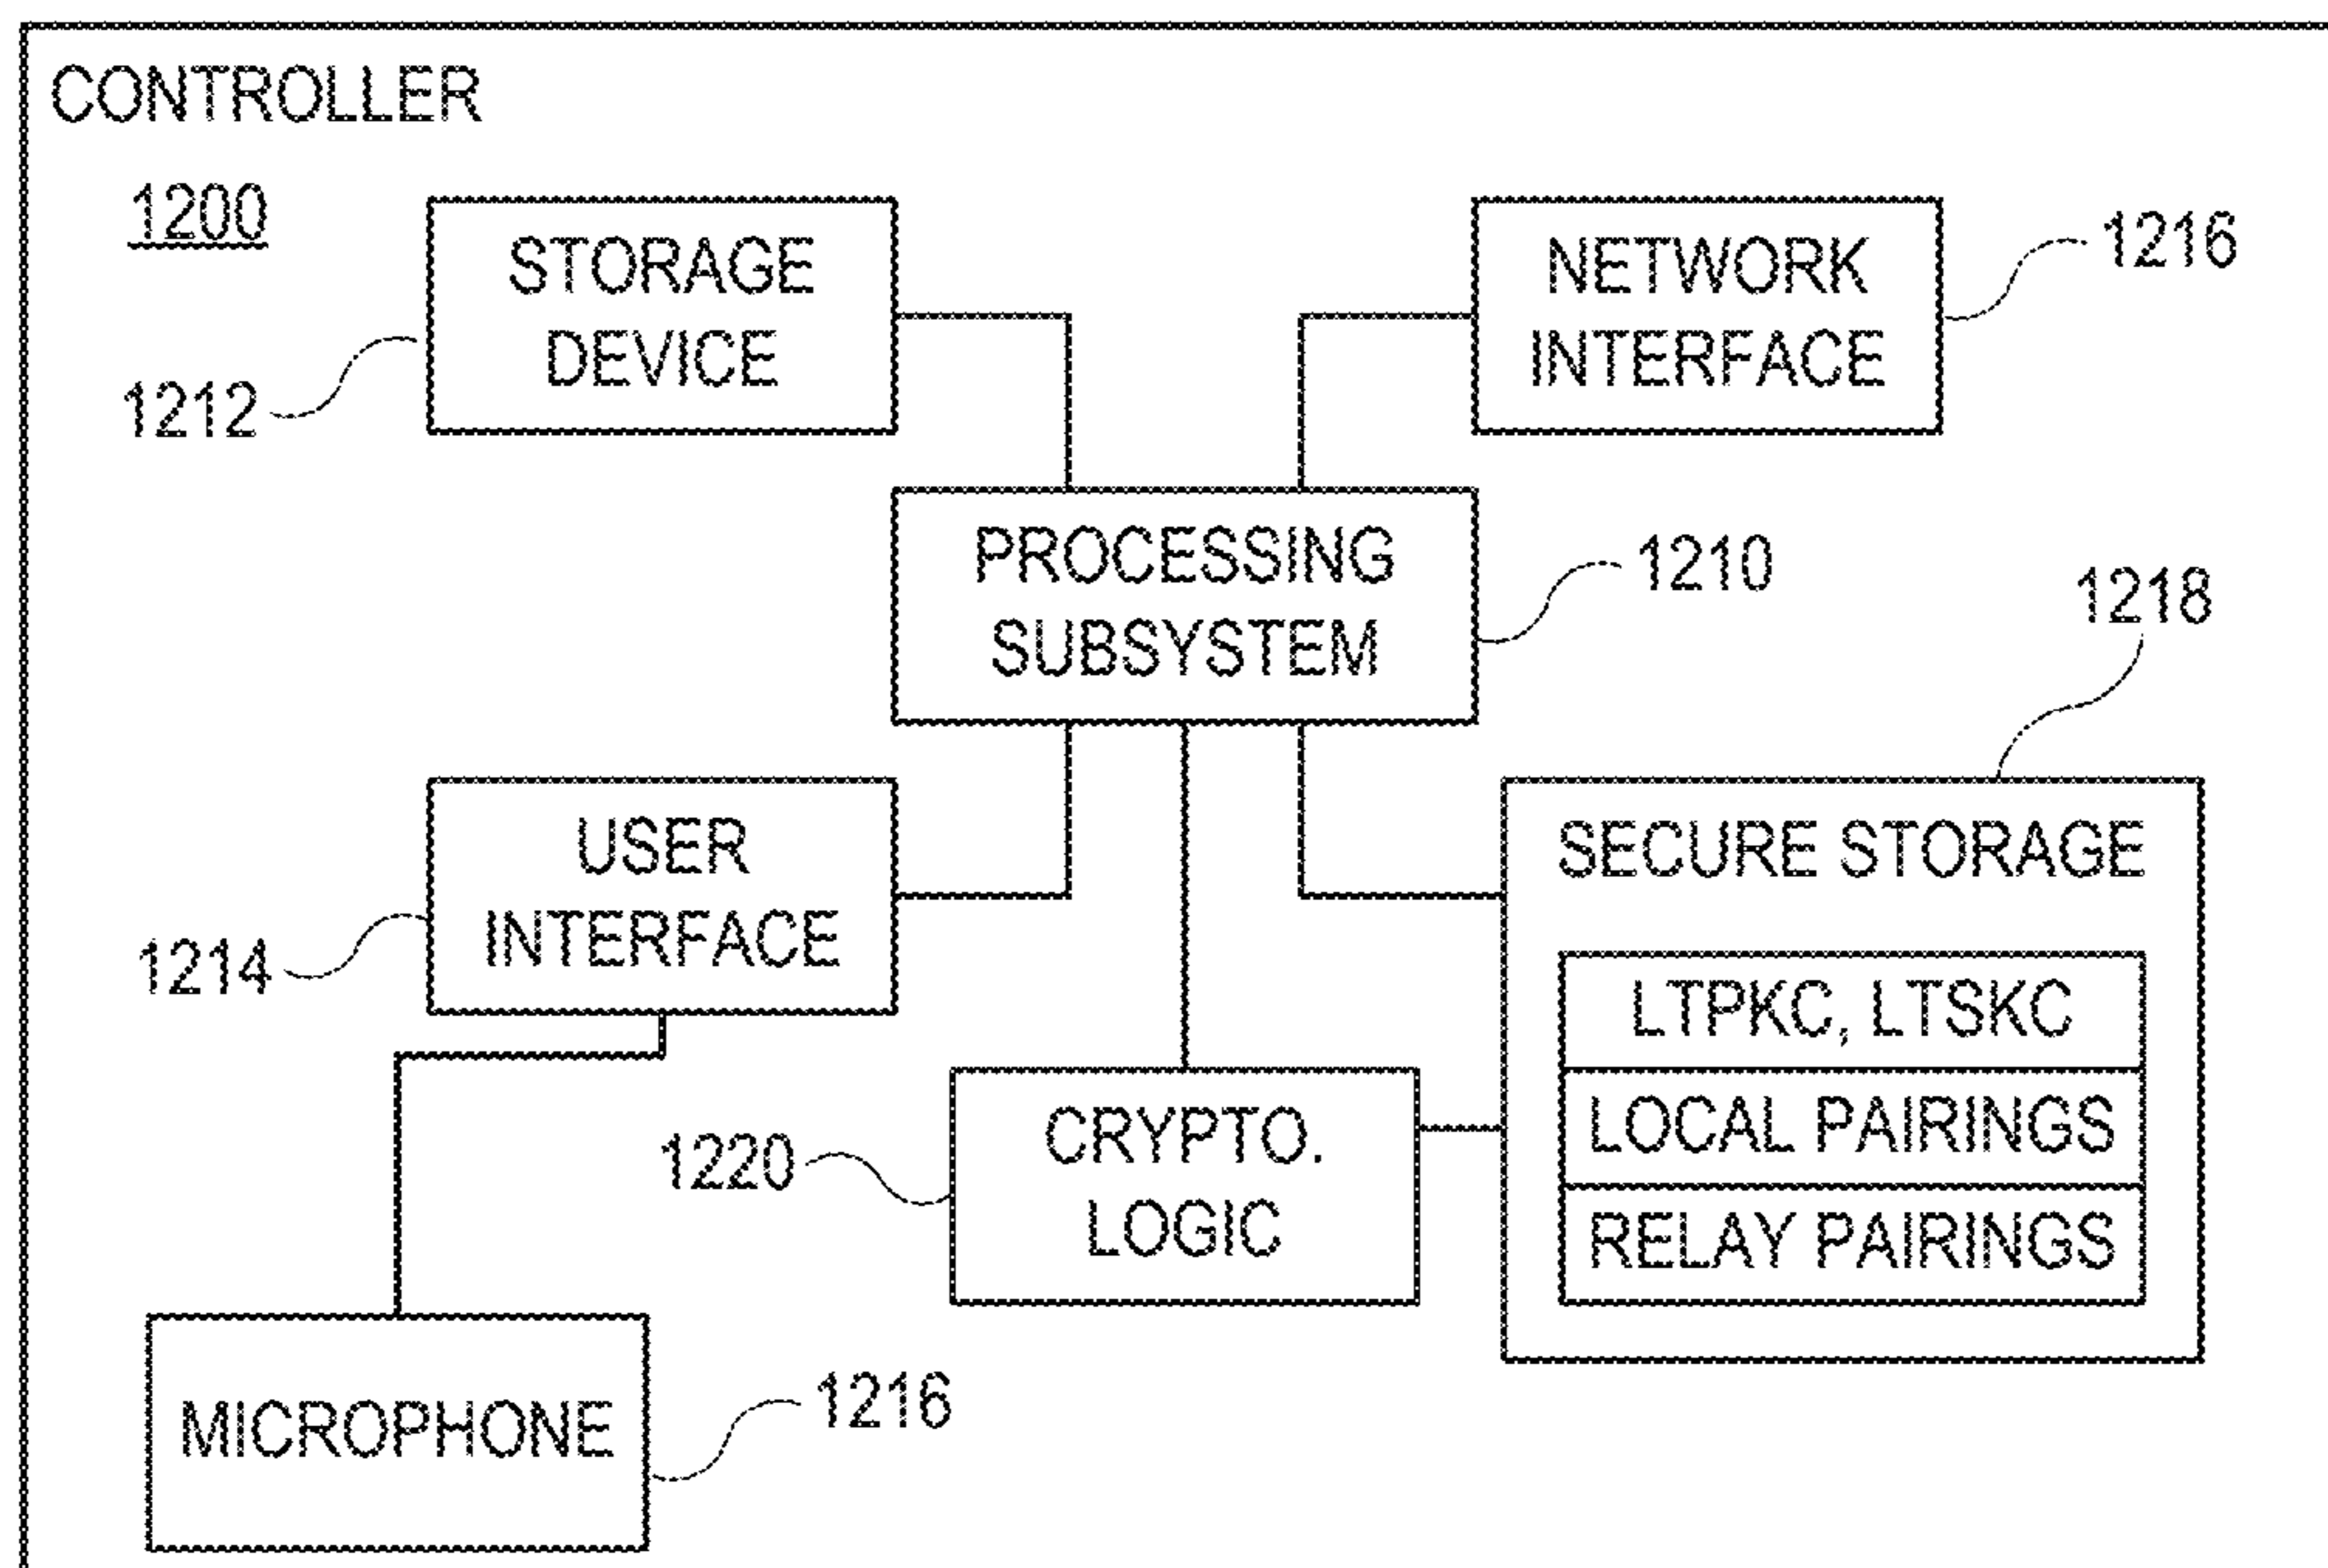 CONTROLLER
1200
STORAGE
DEVICE
1212
NETWORK
INTERFACE
1216
PROCESSING
SUBSYSTEM
1210
1218
USER
INTERFACE
1214
SECURE STORAGE
LTPKC, LTSKC
LOCAL PAIRINGS
RELAY PAIRINGS
CRYPTO.
LOGIC
1220
MICROPHONE
1216